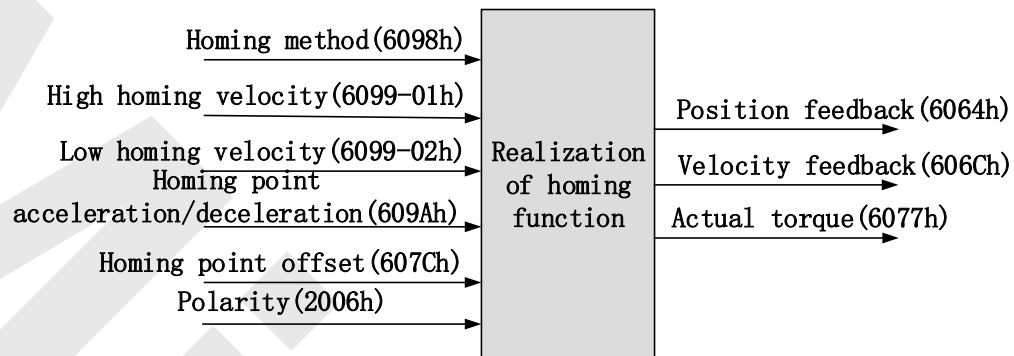 Homing method(6098h)
High homing velocity(6099-01h)
Low homing velocity(6099-02h)
Homing point
acceleration/deceleration(609Ah)
Homing point offset(607Ch)
Polarity(2006h)
Realization
of homing
function
Position feedback(6064h)
Velocity feedback(606Ch)
Actual torque(6077h)